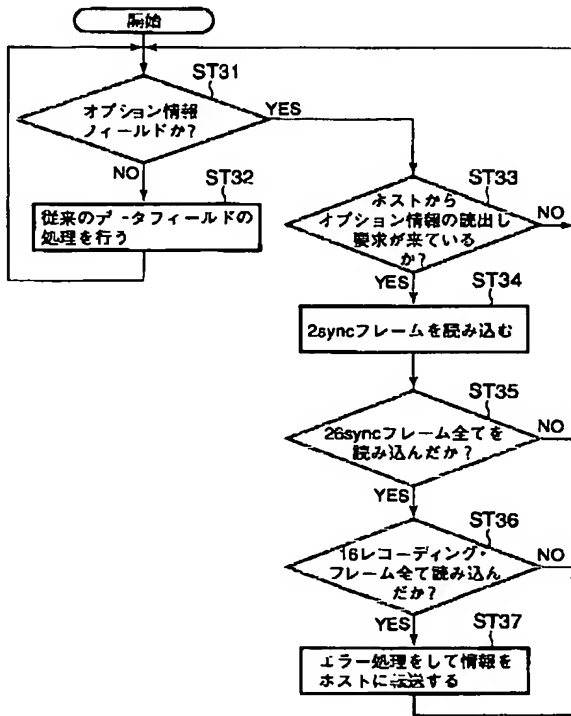 開始
ST31
オプション情報
フィールドか?
YES
NO
ST32
従来のデータフィールドの
処理を行う
ST33
ホストから
オプション情報の読出し
要求が来ている
か?
NO
YES
ST34
2syncフレームを読み込む
ST35
26syncフレーム全てを
読み込んだか?
NO
YES
ST36
16レコーディング・
フレーム全て読み込ん
だか?
NO
YES
ST37
エラー処理をして情報を
ホストに転送する